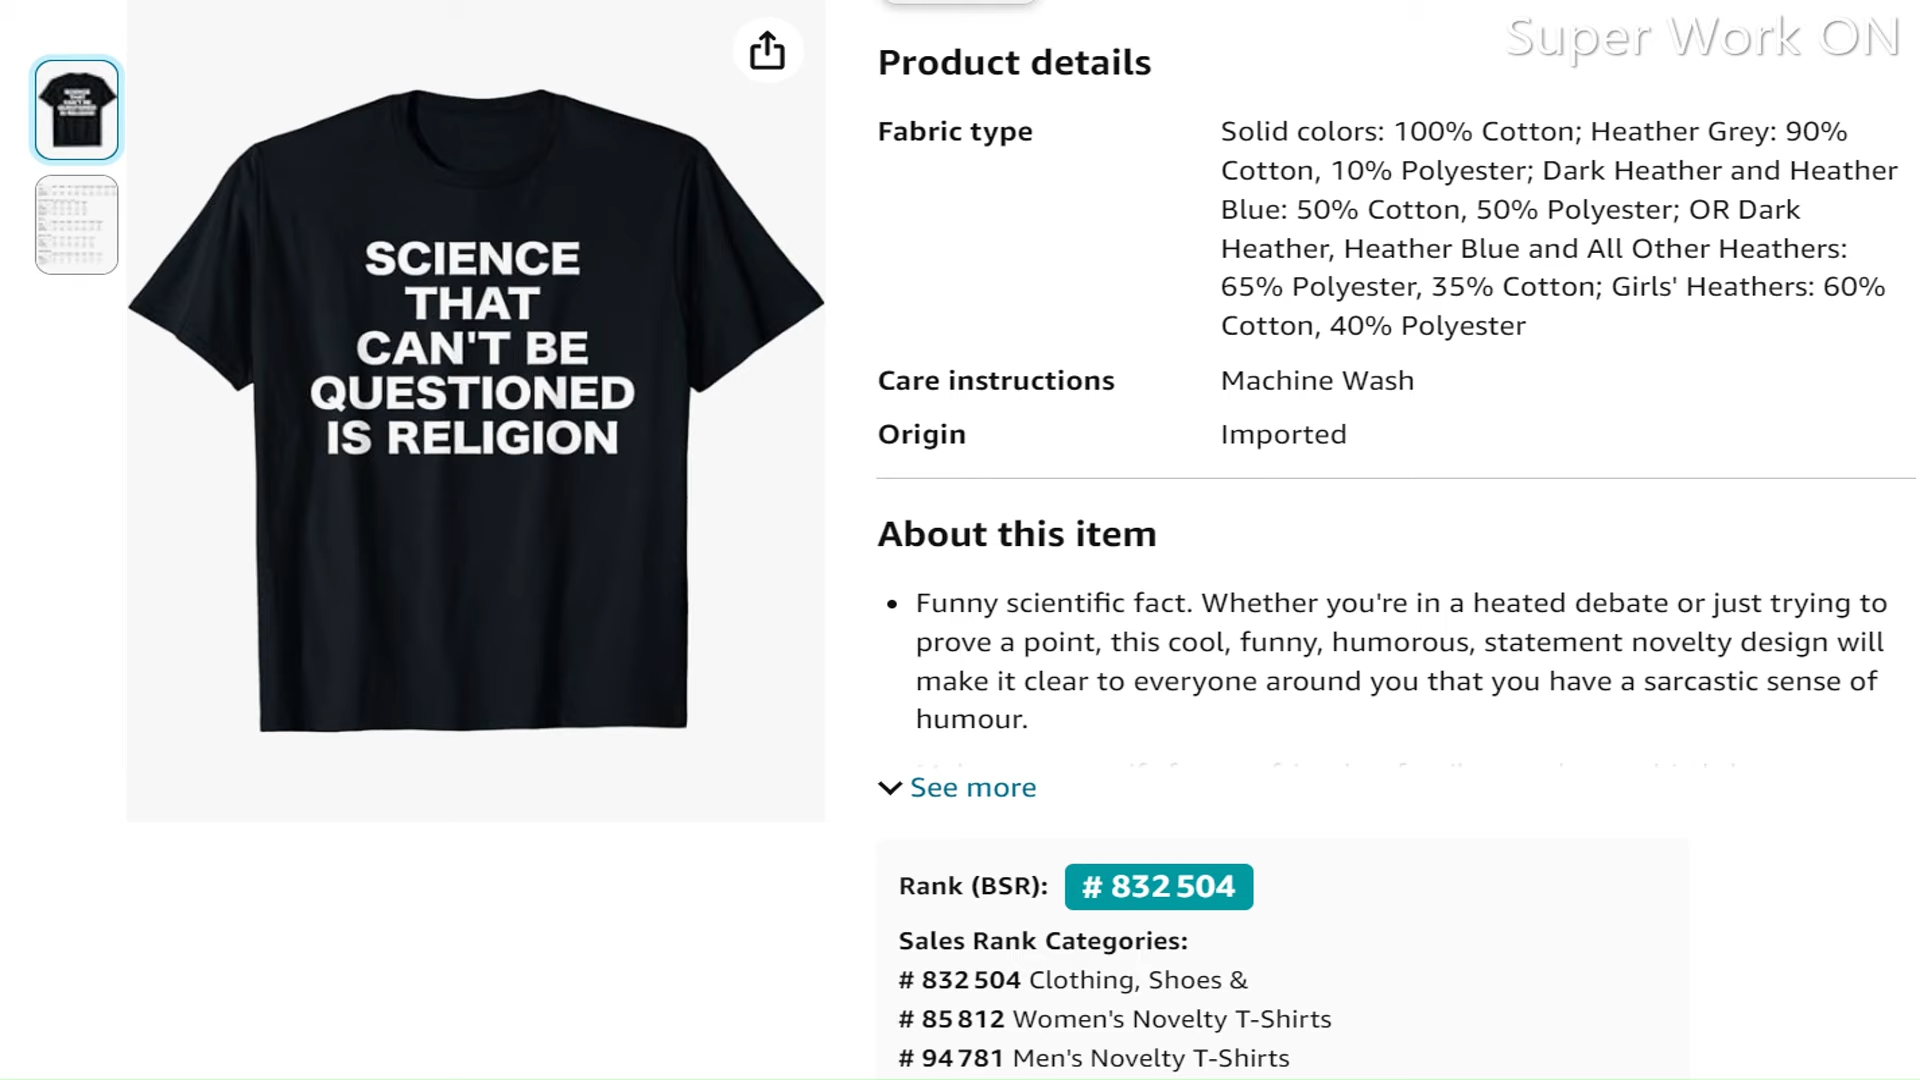 Super Work ON
SCIENCE
THAT
CAN'T BE
QUESTIONED
IS RELIGION
Product details
Fabric type
Solid colors: 100% Cotton; Heather Grey: 90%
Cotton, 10% Polyester; Dark Heather and Heather
Blue: 50% Cotton, 50% Polyester; OR Dark
Heather, Heather Blue and All Other Heathers:
65% Polyester, 35% Cotton; Girls' Heathers: 60%
Cotton, 40% Polyester
Care instructions
Machine Wash
Origin
Imported
About this item
• Funny scientific fact. Whether you're in a heated debate or just trying to
prove a point, this cool, funny, humorous, statement novelty design will
make it clear to everyone around you that you have a sarcastic sense of
humour.
See more
Rank (BSR): # 832 504
Sales Rank Categories:
# 832 504 Clothing, Shoes &
# 85 812 Women's Novelty T-Shirts
# 94 781 Men's Novelty T-Shirts